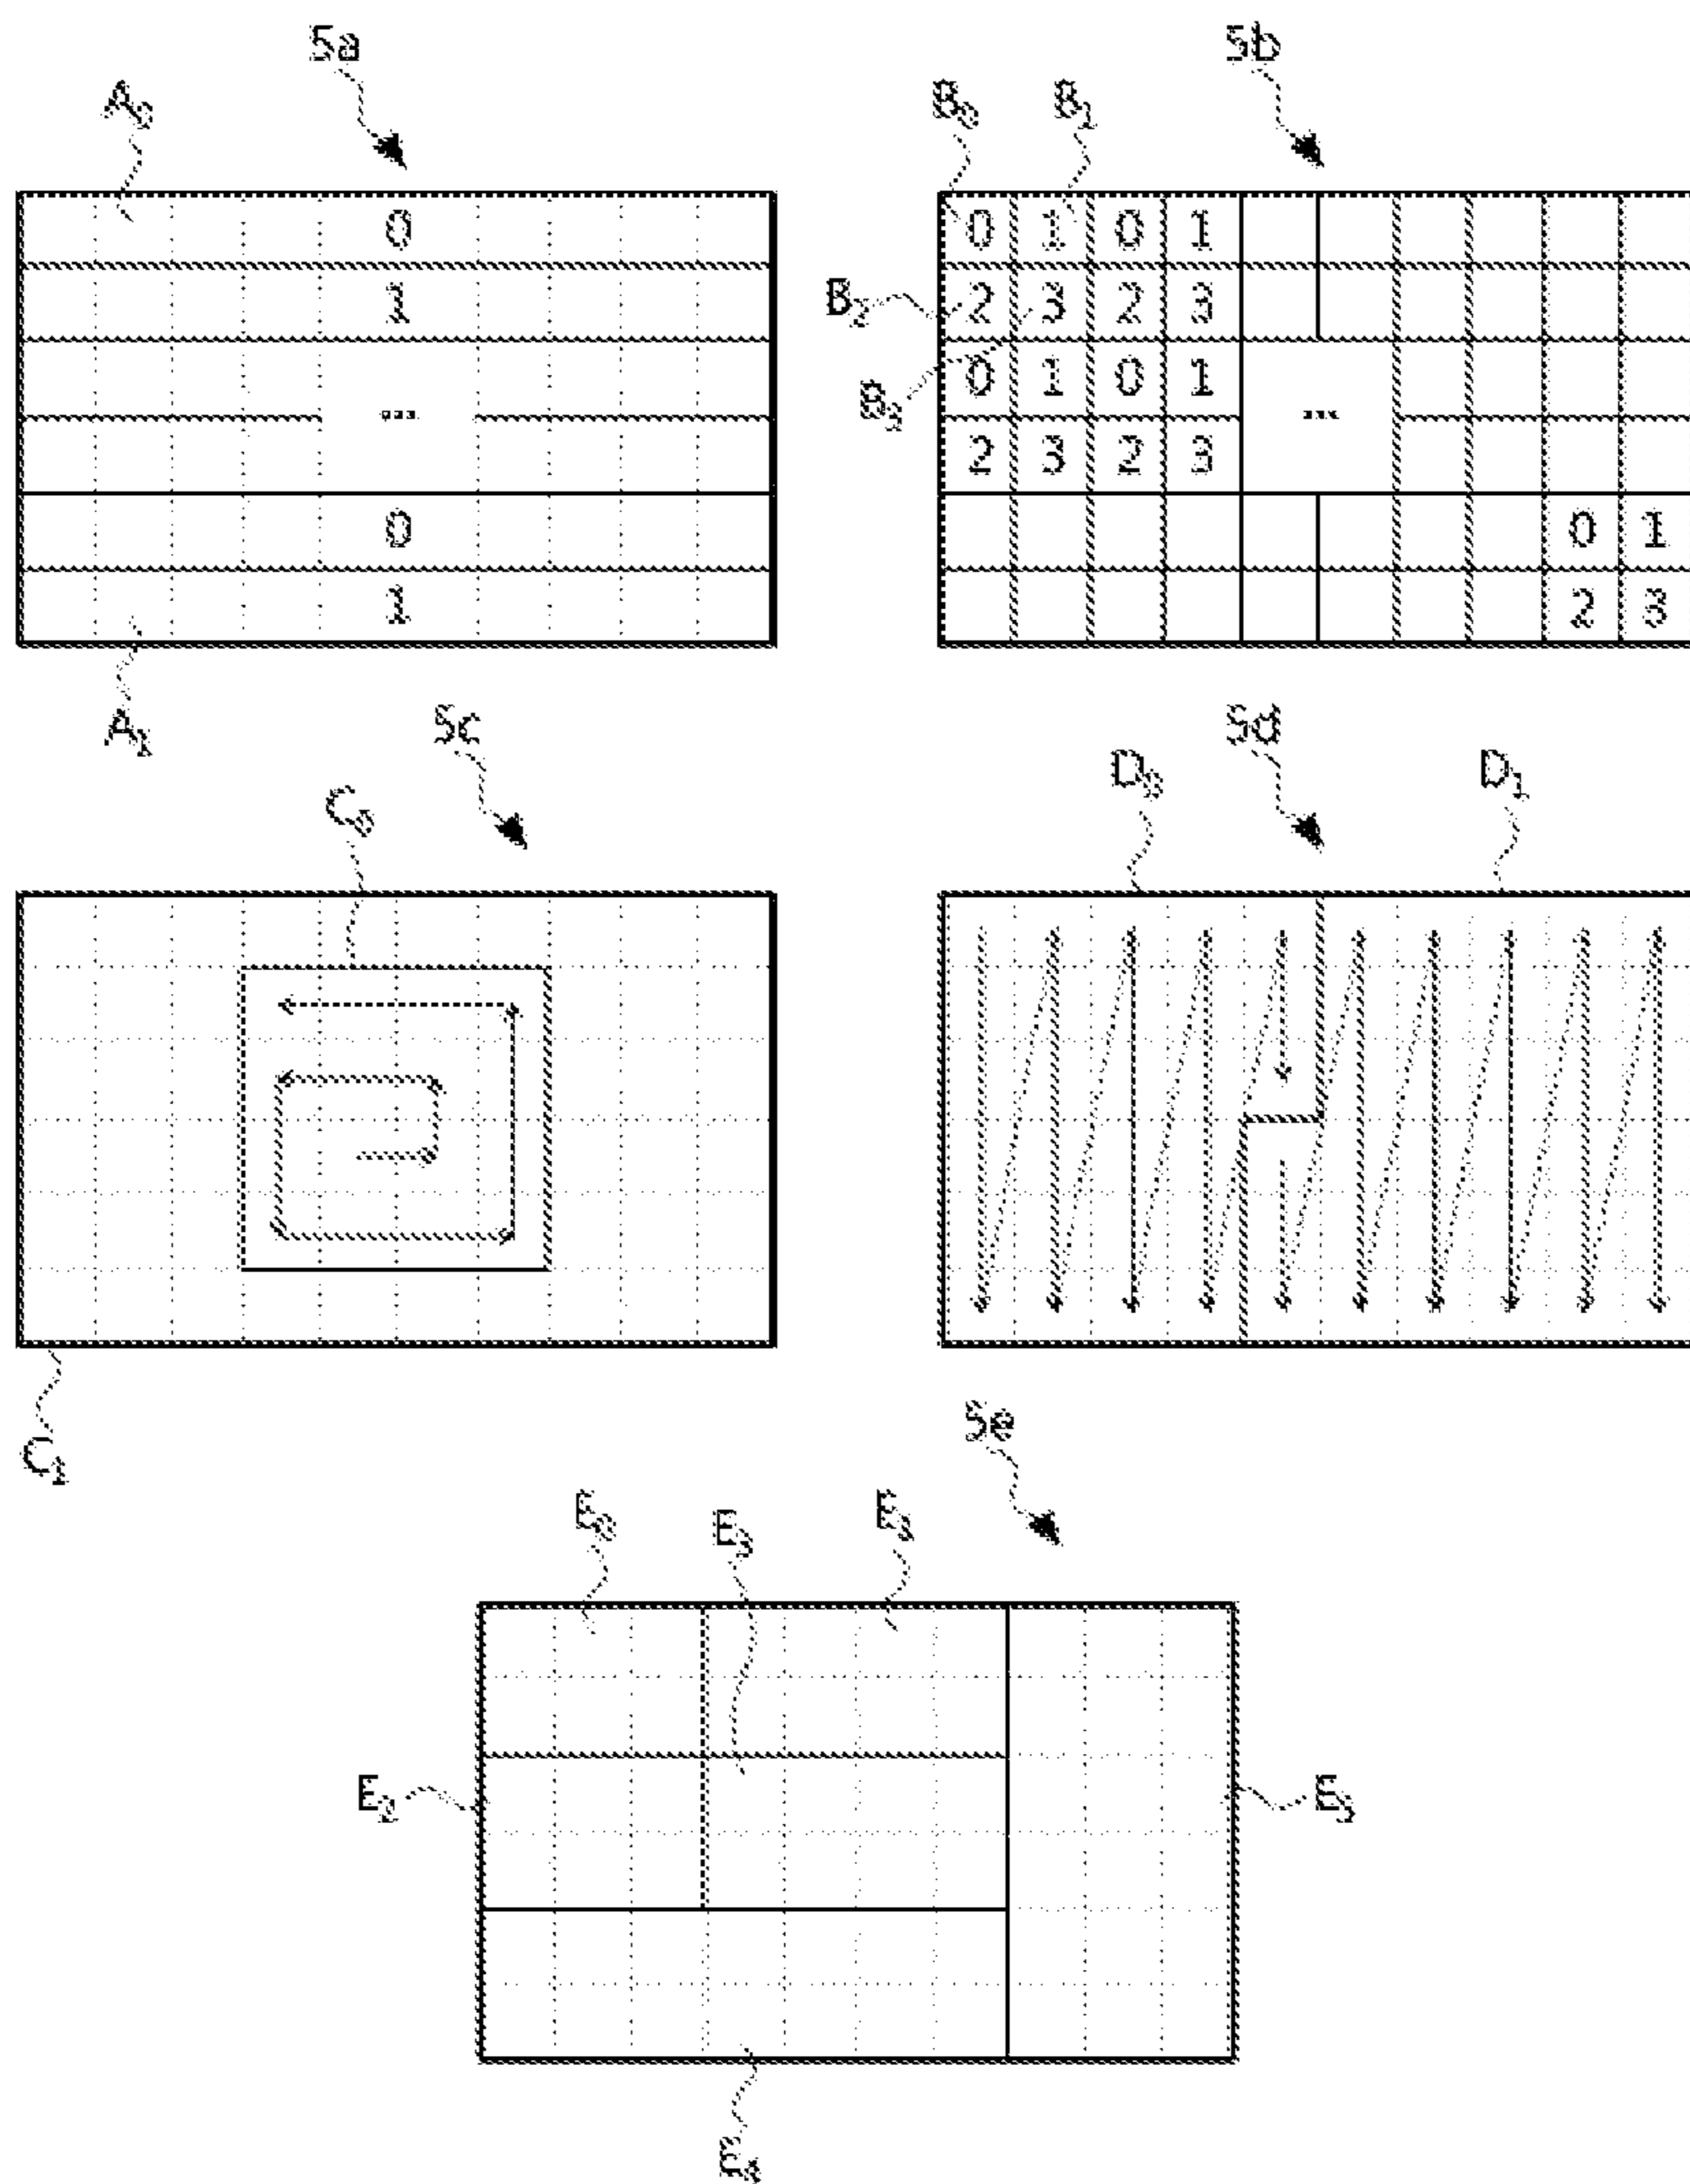 5a 5b
A₀ B₀ B₁
0 0 1 0 1
1 B₂ 2 3 2 3
B₃ 0 1 0 1
... ...
2 3 2 3
0 0 1
1 2 3
A₁ 5c 5d
C₀ D₀ D₁
C₁ 5e
E₀ E₃ E₁
E₂ E₅
E₄